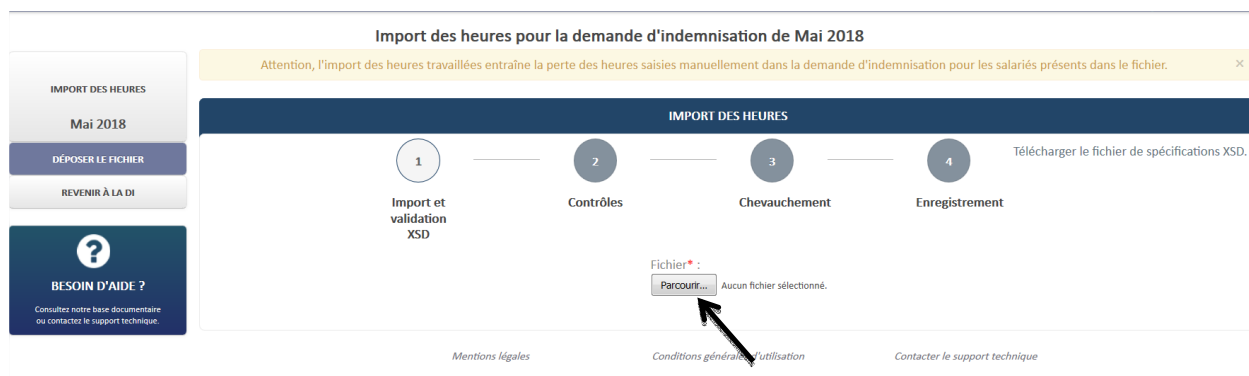 Import des heures pour la demande d'indemnisation de Mai 2018
Attention, l'import des heures travaillées entraîne la perte des heures saisies manuellement dans la demande d'indemnisation pour les salariés présents dans le fichier. ×
IMPORT DES HEURES
Mai 2018
DÉPOSER LE FICHIER
REVENIR À LA DI
?
BESOIN D'AIDE ?
Consultez notre base documentaire
ou contactez le support technique.
IMPORT DES HEURES
1 2 3 4
Télécharger le fichier de spécifications XSD.
Import et Contrôles Chevauchement Enregistrement
validation
XSD
Fichier* :
Parcourir... Aucun fichier sélectionné.
Mentions légales Conditions générales d'utilisation Contacter le support technique